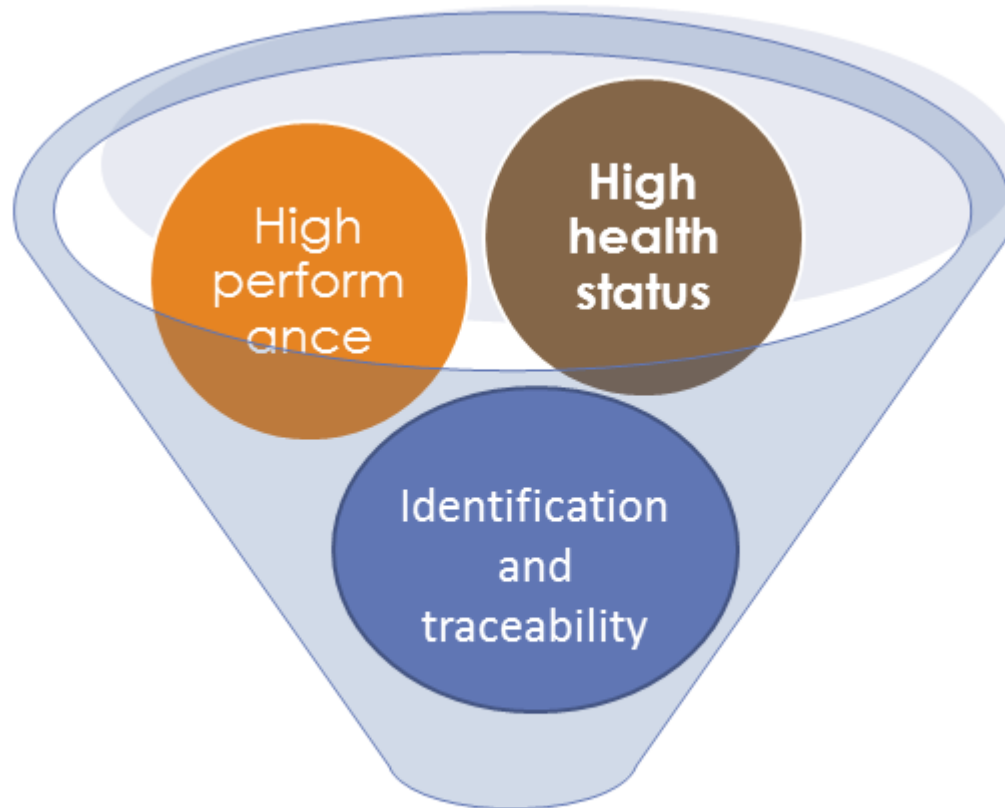 High
perform
ance
High
health
status
Identification
and
traceability